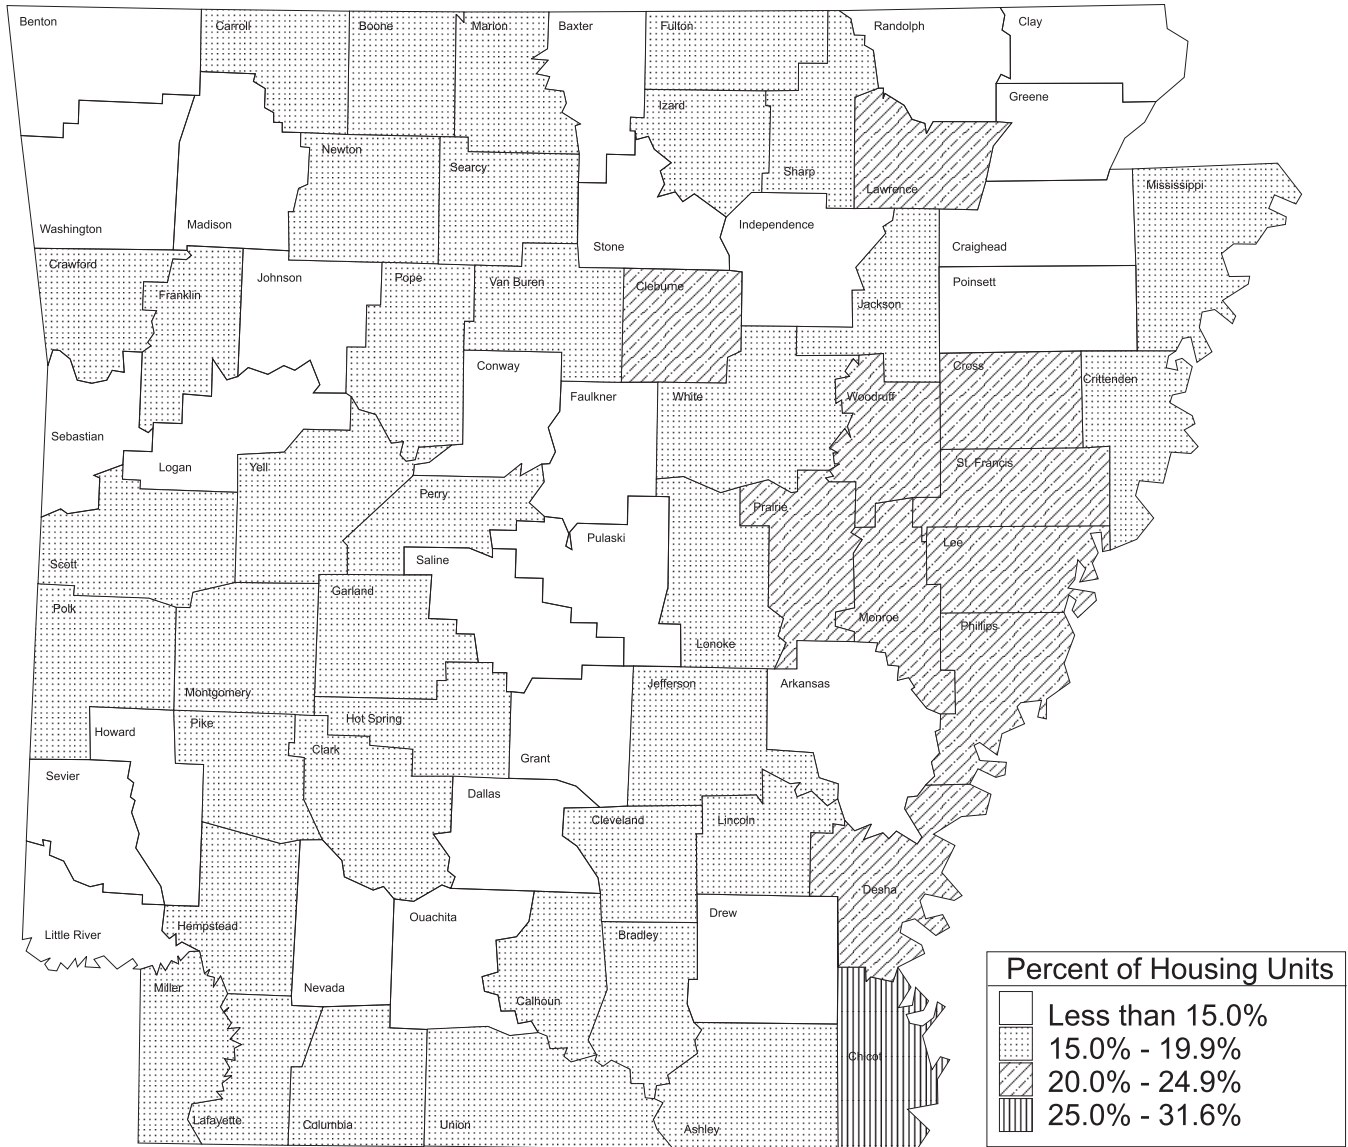 Benton
Carroll
Boone
Marion
Baxter
Fulton
Randolph
Clay
Greene
Izard
Newton
Searcy
Sharp
Lawrence
Mississippi
Washington
Madison
Stone
Independence
Craighead
Crawford
Franklin
Johnson
Pope
Van Buren
Cleburne
Jackson
Poinsett
Conway
Faulkner
White
Woodruff
Cross
Crittenden
Sebastian
Logan
Yell
Perry
Prairie
St. Francis
Scott
Saline
Pulaski
Lee
Polk
Garland
Lonoke
Monroe
Phillips
Montgomery
Hot Spring
Jefferson
Arkansas
Howard
Pike
Clark
Grant
Sevier
Dallas
Cleveland
Lincoln
Desha
Little River
Hempstead
Ouachita
Bradley
Drew
Miller
Nevada
Calhoun
Chicot
Lafayette
Columbia
Union
Ashley
Percent of Housing Units
Less than 15.0%
15.0% - 19.9%
20.0% - 24.9%
25.0% - 31.6%